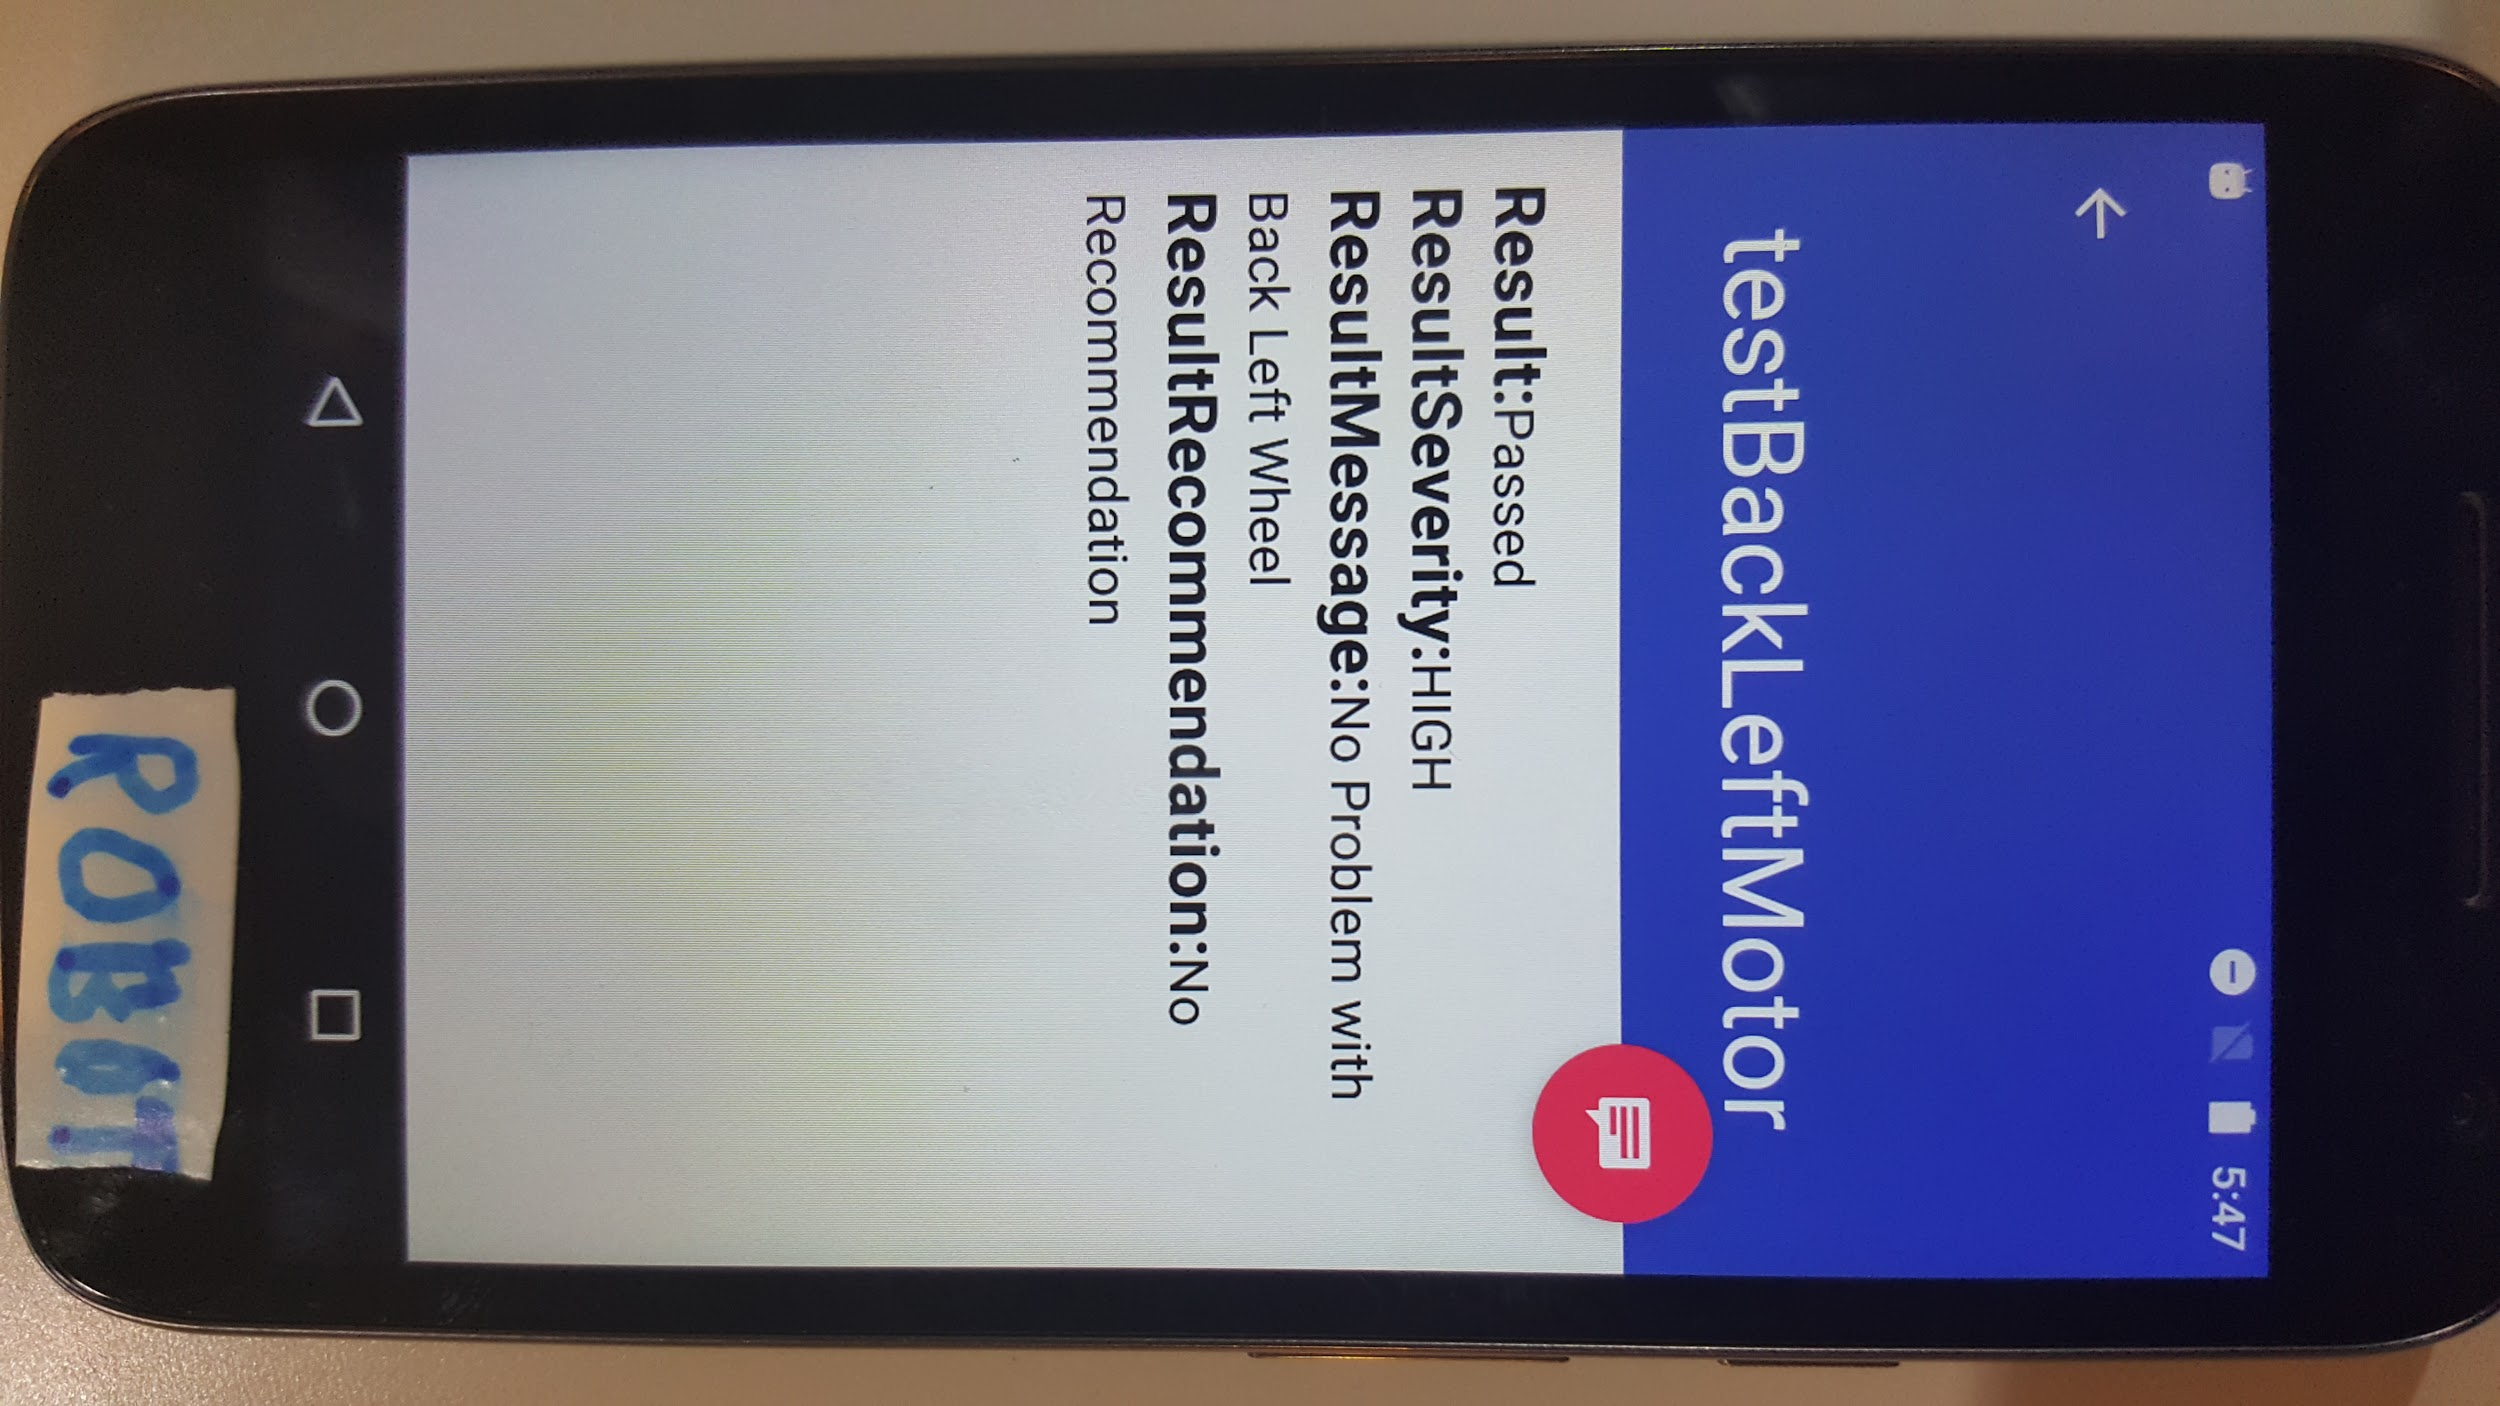 5:47
testBackLeftMotor
Result:Passed
ResultSeverity:HIGH
ResultMessage:No Problem with
Back Left Wheel
ResultRecommendation:No
Recommendation
ROBOT